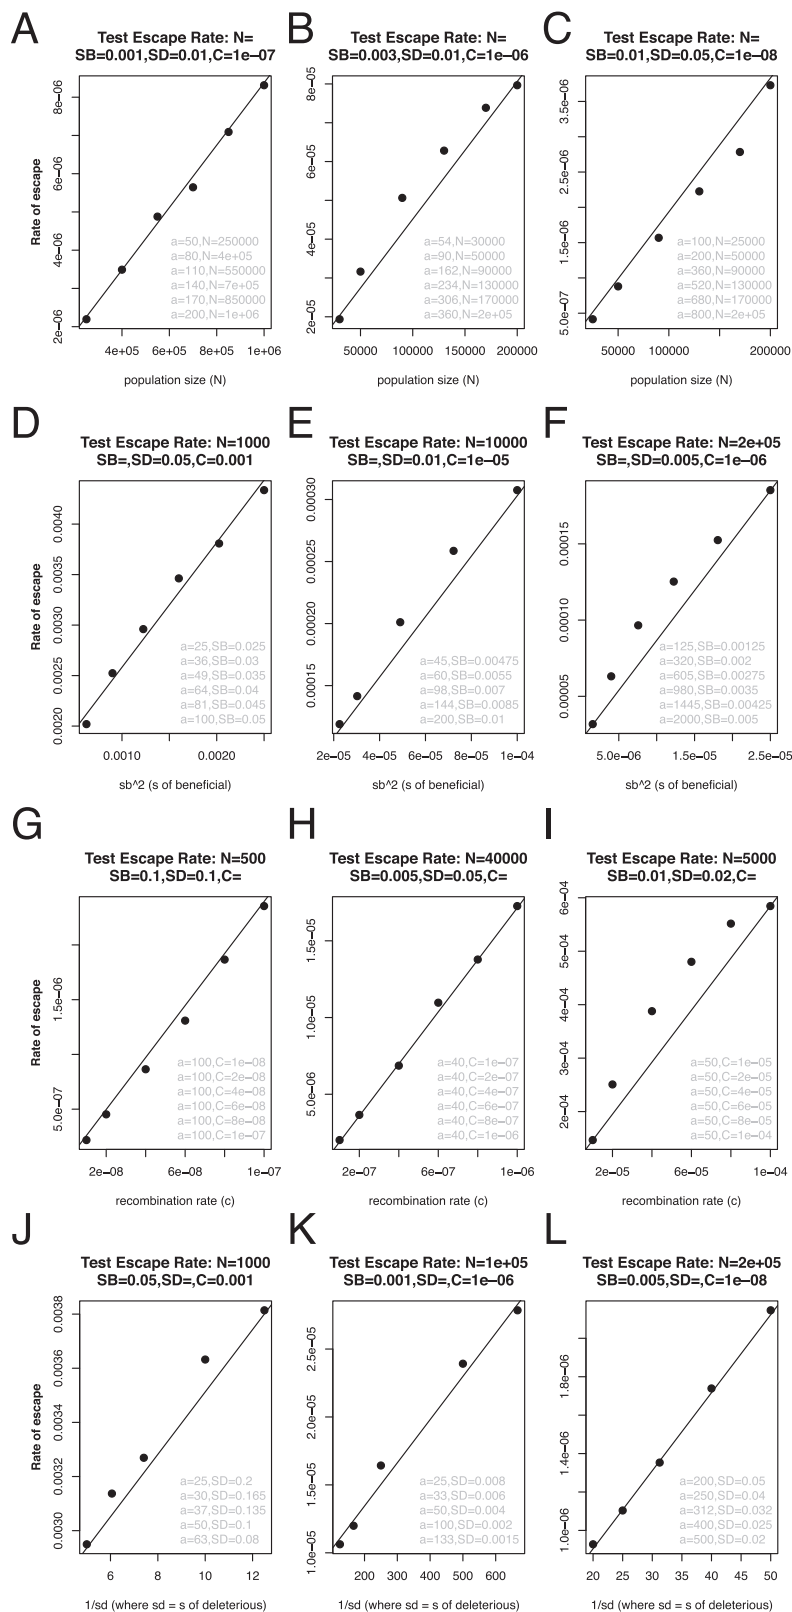 A
Test Escape Rate: N=
SB=0.001,SD=0.01,C=1e−07
Rate of escape
2e−06
4e−06
6e−06
8e−06
a=50,N=250000
a=80,N=4e+05
a=110,N=550000
a=140,N=7e+05
a=170,N=850000
a=200,N=1e+06
4e+05
6e+05
8e+05
1e+06
population size (N)
B
Test Escape Rate: N=
SB=0.003,SD=0.01,C=1e−06
2e−05
4e−05
6e−05
8e−05
a=54,N=30000
a=90,N=50000
a=162,N=90000
a=234,N=130000
a=306,N=170000
a=360,N=2e+05
50000
100000
150000
200000
population size (N)
C
Test Escape Rate: N=
SB=0.01,SD=0.05,C=1e−08
5.0e−07
1.5e−06
2.5e−06
3.5e−06
a=100,N=25000
a=200,N=50000
a=360,N=90000
a=520,N=130000
a=680,N=170000
a=800,N=2e+05
50000
100000
200000
population size (N)
D
Test Escape Rate: N=1000
SB=,SD=0.05,C=0.001
Rate of escape
0.0020
0.0025
0.0030
0.0035
0.0040
a=25,SB=0.025
a=36,SB=0.03
a=49,SB=0.035
a=64,SB=0.04
a=81,SB=0.045
a=100,SB=0.05
0.0010
0.0020
sb^2 (s of beneficial)
E
Test Escape Rate: N=10000
SB=,SD=0.01,C=1e−05
0.00015
0.00020
0.00025
0.00030
a=45,SB=0.00475
a=60,SB=0.0055
a=98,SB=0.007
a=144,SB=0.0085
a=200,SB=0.01
2e−05
4e−05
6e−05
8e−05
1e−04
sb^2 (s of beneficial)
F
Test Escape Rate: N=2e+05
SB=,SD=0.005,C=1e−06
0.00005
0.00010
0.00015
a=125,SB=0.00125
a=320,SB=0.002
a=605,SB=0.00275
a=980,SB=0.0035
a=1445,SB=0.00425
a=2000,SB=0.005
5.0e−06
1.5e−05
2.5e−05
sb^2 (s of beneficial)
G
Test Escape Rate: N=500
SB=0.1,SD=0.1,C=
Rate of escape
5.0e−07
1.5e−06
a=100,C=1e−08
a=100,C=2e−08
a=100,C=4e−08
a=100,C=6e−08
a=100,C=8e−08
a=100,C=1e−07
2e−08
6e−08
1e−07
recombination rate (c)
H
Test Escape Rate: N=40000
SB=0.005,SD=0.05,C=
5.0e−06
1.0e−05
1.5e−05
a=40,C=1e−07
a=40,C=2e−07
a=40,C=4e−07
a=40,C=6e−07
a=40,C=8e−07
a=40,C=1e−06
2e−07
6e−07
1e−06
recombination rate (c)
I
Test Escape Rate: N=5000
SB=0.01,SD=0.02,C=
2e−04
3e−04
4e−04
5e−04
6e−04
a=50,C=1e−05
a=50,C=2e−05
a=50,C=4e−05
a=50,C=6e−05
a=50,C=8e−05
a=50,C=1e−04
2e−05
6e−05
1e−04
recombination rate (c)
J
Test Escape Rate: N=1000
SB=0.05,SD=,C=0.001
Rate of escape
0.0030
0.0032
0.0034
0.0036
0.0038
a=25,SD=0.2
a=30,SD=0.165
a=37,SD=0.135
a=50,SD=0.1
a=63,SD=0.08
6
8
10
12
1/sd (where sd = s of deleterious)
K
Test Escape Rate: N=1e+05
SB=0.001,SD=,C=1e−06
1.0e−05
1.5e−05
2.0e−05
2.5e−05
a=25,SD=0.008
a=33,SD=0.006
a=50,SD=0.004
a=100,SD=0.002
a=133,SD=0.0015
200
300
400
500
600
1/sd (where sd = s of deleterious)
L
Test Escape Rate: N=2e+05
SB=0.005,SD=,C=1e−08
1.0e−06
1.4e−06
1.8e−06
a=200,SD=0.05
a=250,SD=0.04
a=312,SD=0.032
a=400,SD=0.025
a=500,SD=0.02
20
25
30
35
40
45
50
1/sd (where sd = s of deleterious)